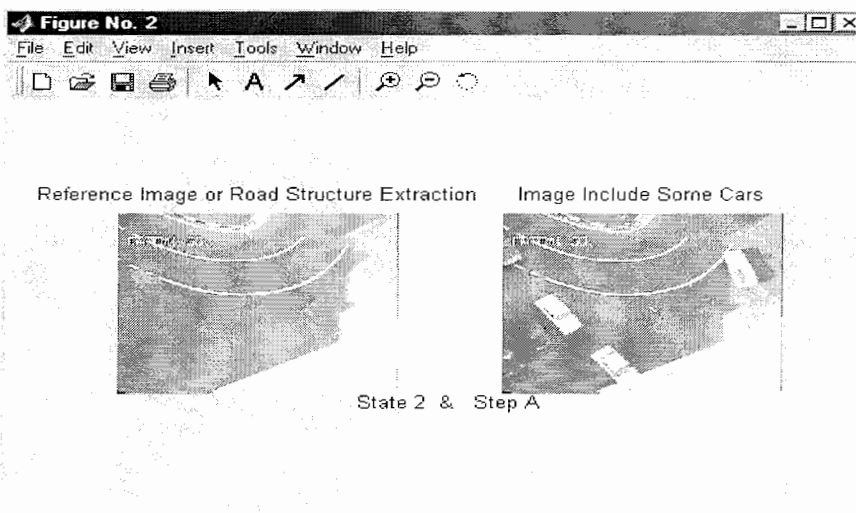 Figure No. 2
File Edit View Insert Tools Window Help
A
Reference Image or Road Structure Extraction
Image Include Some Cars
State 2 & Step A